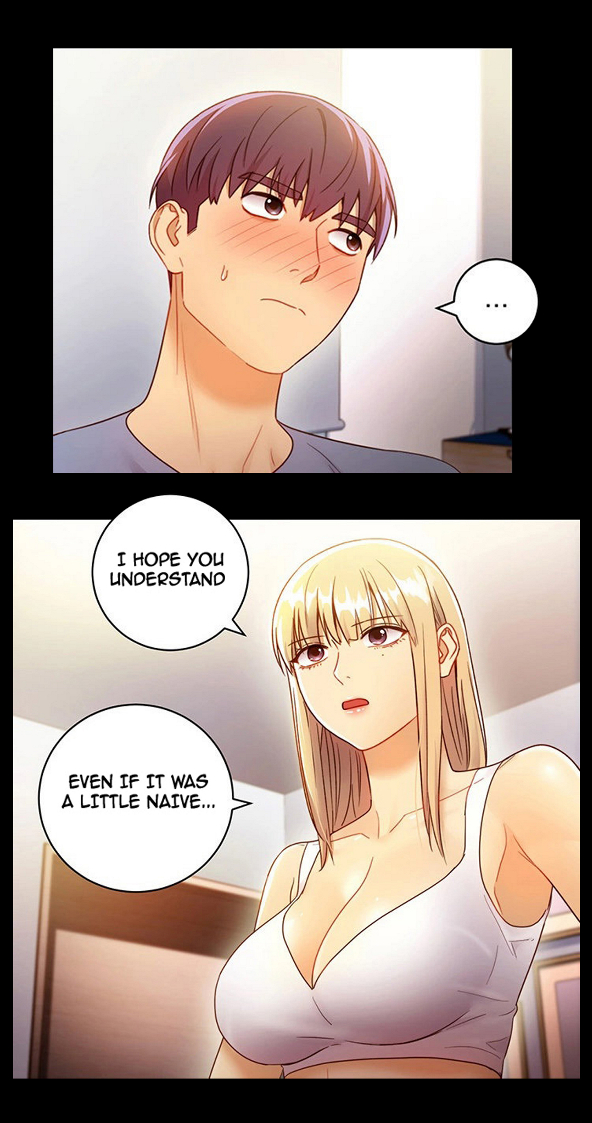 ...
I HOPE YOU
UNDERSTAND
EVEN IF IT WAS
A LITTLE NAIVE...